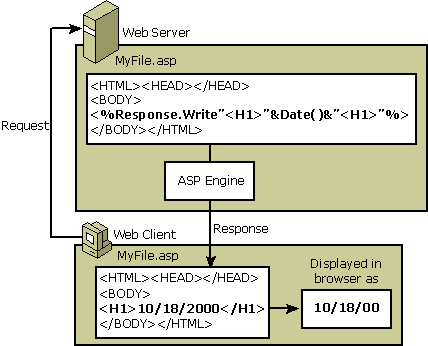 Web Server
MyFile.asp
<HTML><HEAD></HEAD>
<BODY>
<%Response.Write"<H1>"&Date( )&"<H1>"%>
</BODY></HTML>
Request
ASP Engine
Web Client
Response
MyFile.asp
<HTML><HEAD></HEAD>
<BODY>
<H1>10/18/2000</H1>
</BODY></HTML>
Displayed in
browser as
10/18/00